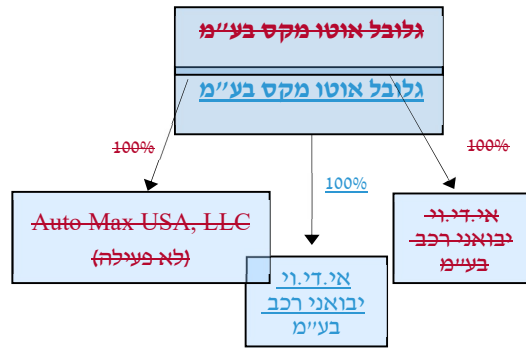 גלובל אוטו מקס בע״מ
גלובל אוטו מקס בע״מ
100%
100%
100%
Auto Max USA, LLC
(לא פעילה)
אי.די.וי
יבואני רכב
בע״מ
אי.די.וי
יבואני רכב
בע״מ